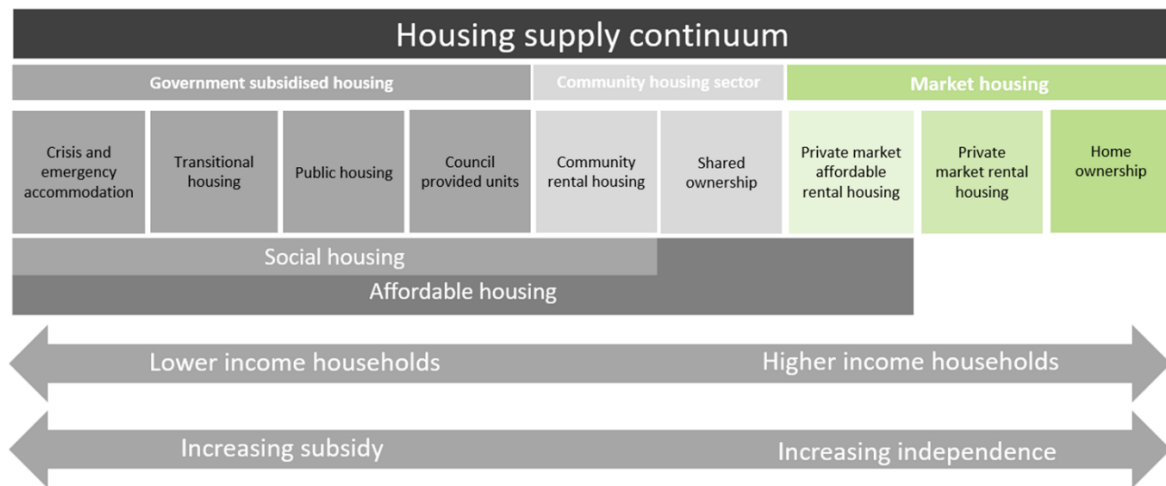 Housing supply continuum
Government subsidised housing
Community housing sector
Market housing
Crisis and
emergency
accommodation
Transitional
housing
Public housing
Council
provided units
Community
rental housing
Shared
ownership
Private market
affordable
rental housing
Private
market rental
housing
Home
ownership
Social housing
Affordable housing
Lower income households
Higher income households
Increasing subsidy
Increasing independence